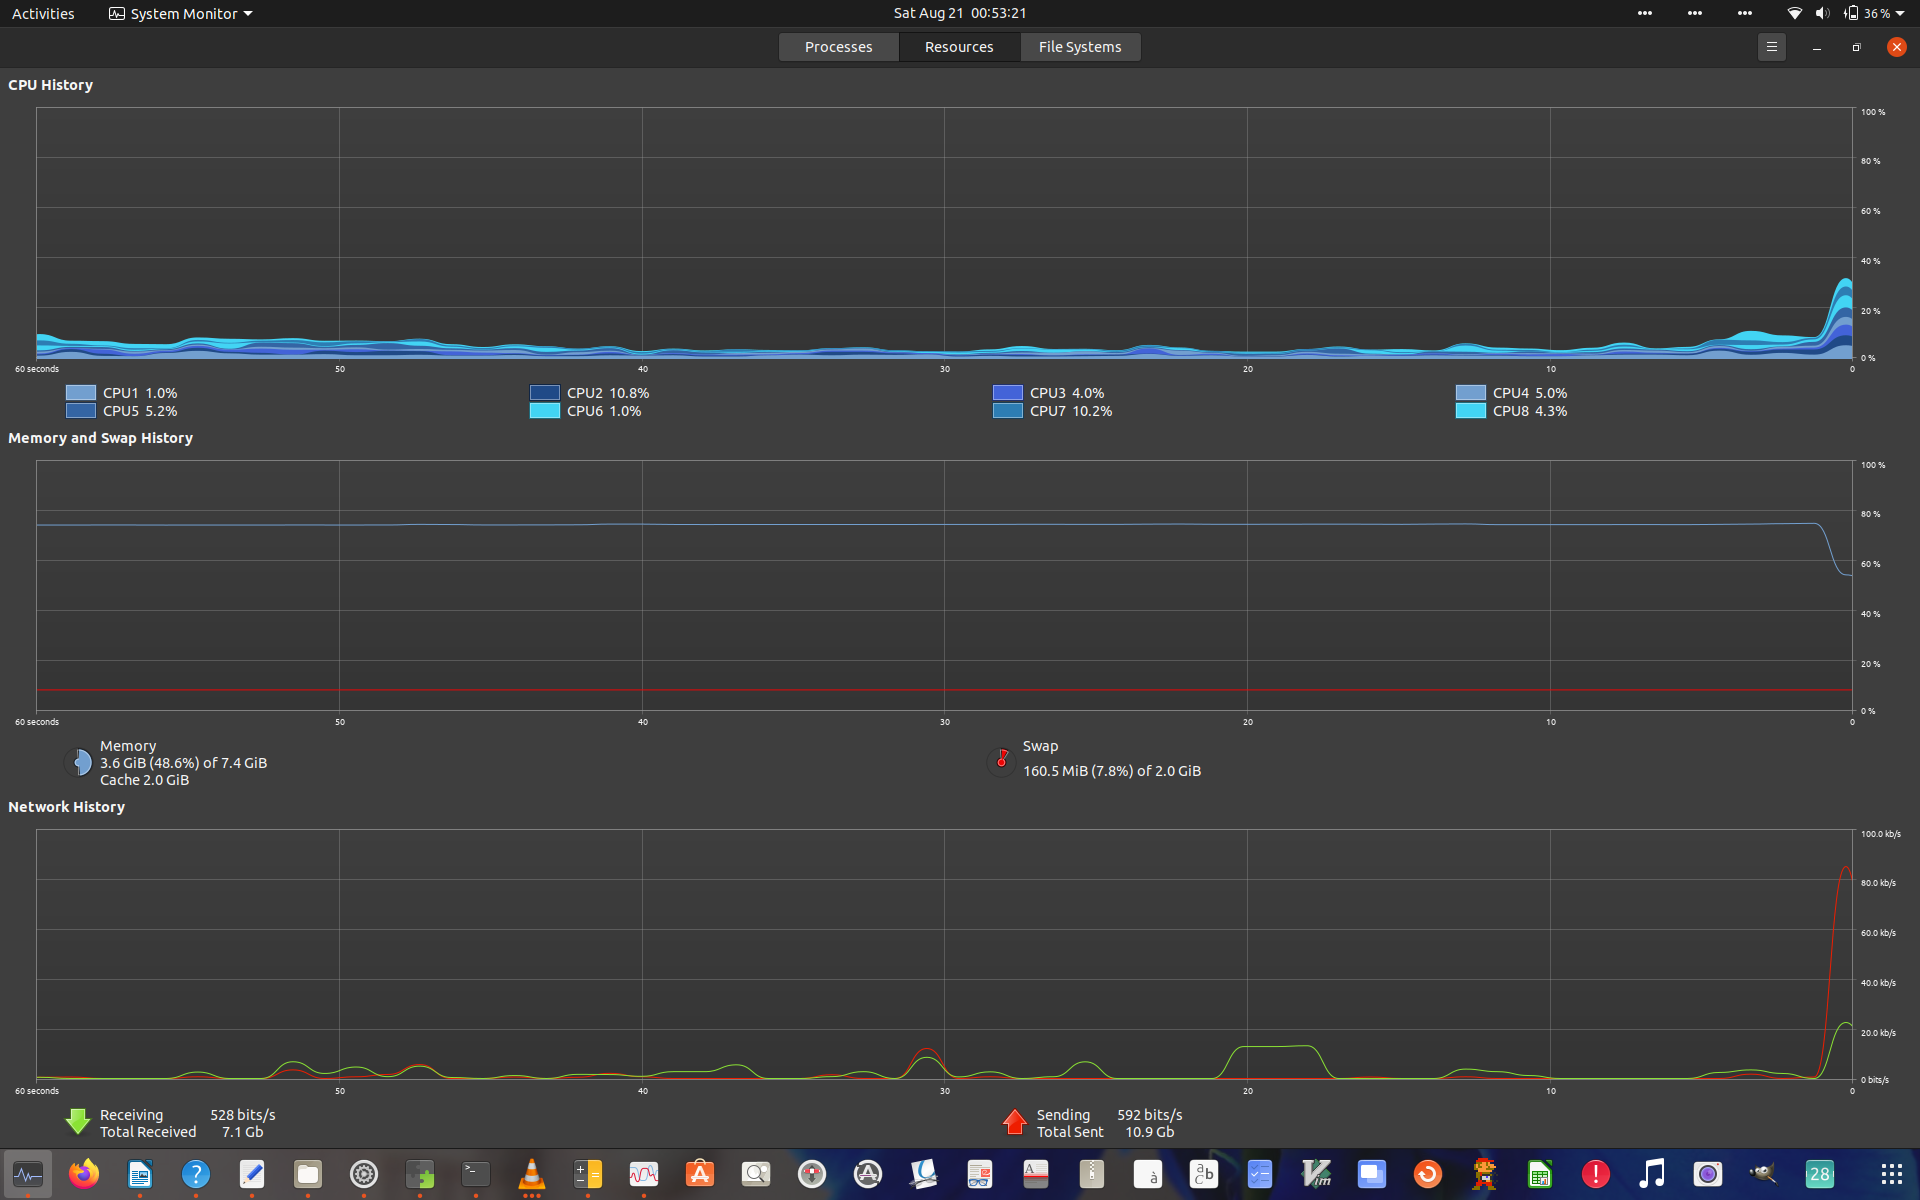 Activities System Monitor Sat Aug 21 00:53:21 36 %
Processes Resources File Systems
CPU History
100 %
80 %
60 %
40 %
20 %
0 %
60 seconds 50 40 30 20 10 0
CPU1 1.0% CPU2 10.8% CPU3 4.0% CPU4 5.0%
CPU5 5.2% CPU6 1.0% CPU7 10.2% CPU8 4.3%
Memory and Swap History
100 %
80 %
60 %
40 %
20 %
0 %
60 seconds 50 40 30 20 10 0
Memory
3.6 GiB (48.6%) of 7.4 GiB
Cache 2.0 GiB
Swap
160.5 MiB (7.8%) of 2.0 GiB
Network History
100.0 kb/s
80.0 kb/s
60.0 kb/s
40.0 kb/s
20.0 kb/s
0 bits/s
60 seconds 50 40 30 20 10 0
Receiving 528 bits/s
Total Received 7.1 Gb
Sending 592 bits/s
Total Sent 10.9 Gb
? >_ A A à a b c Vim ! 28